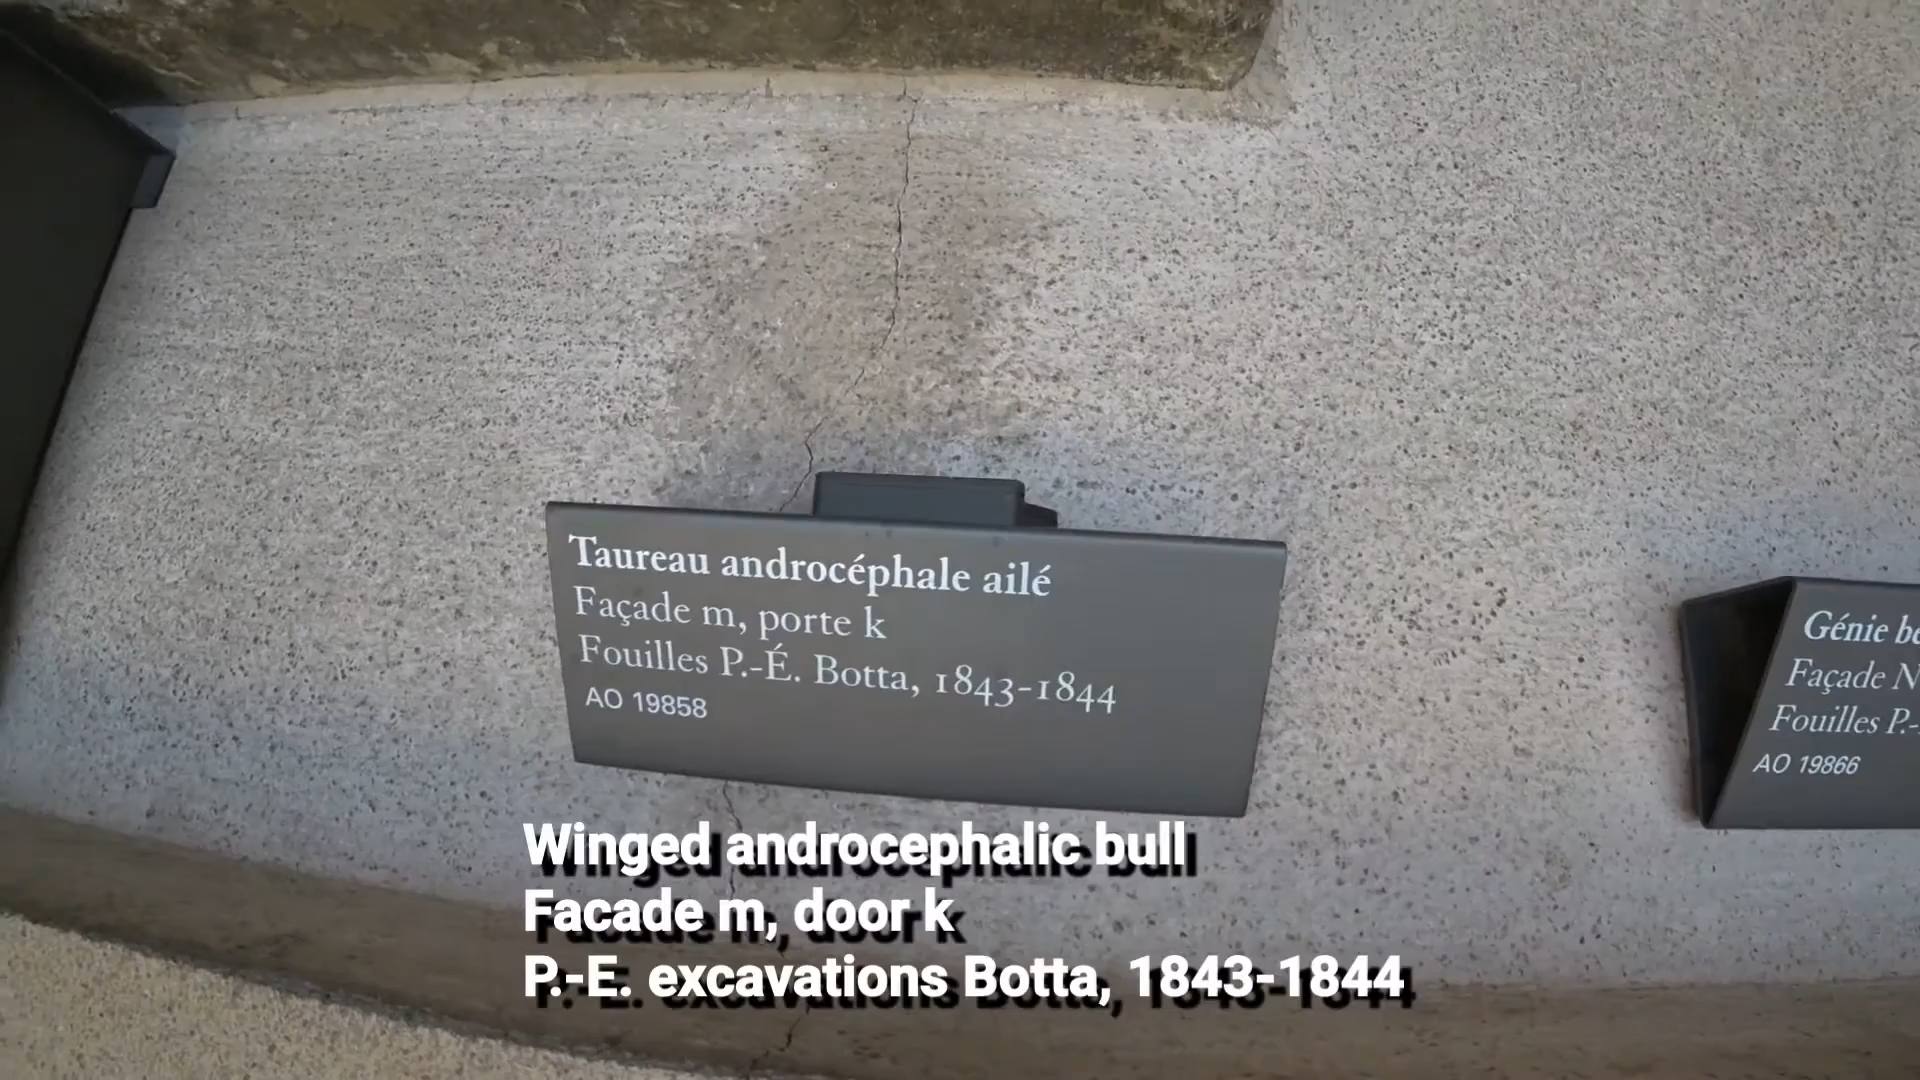 Taureau androcéphale ailé
Façade m, porte k
Fouilles P.-É. Botta, 1843-1844
AO 19858
Génie
Façade N
Fouilles P.-
AO 19866
Winged androcephalic bull
Facade m, door k
P.-E. excavations Botta, 1843-1844